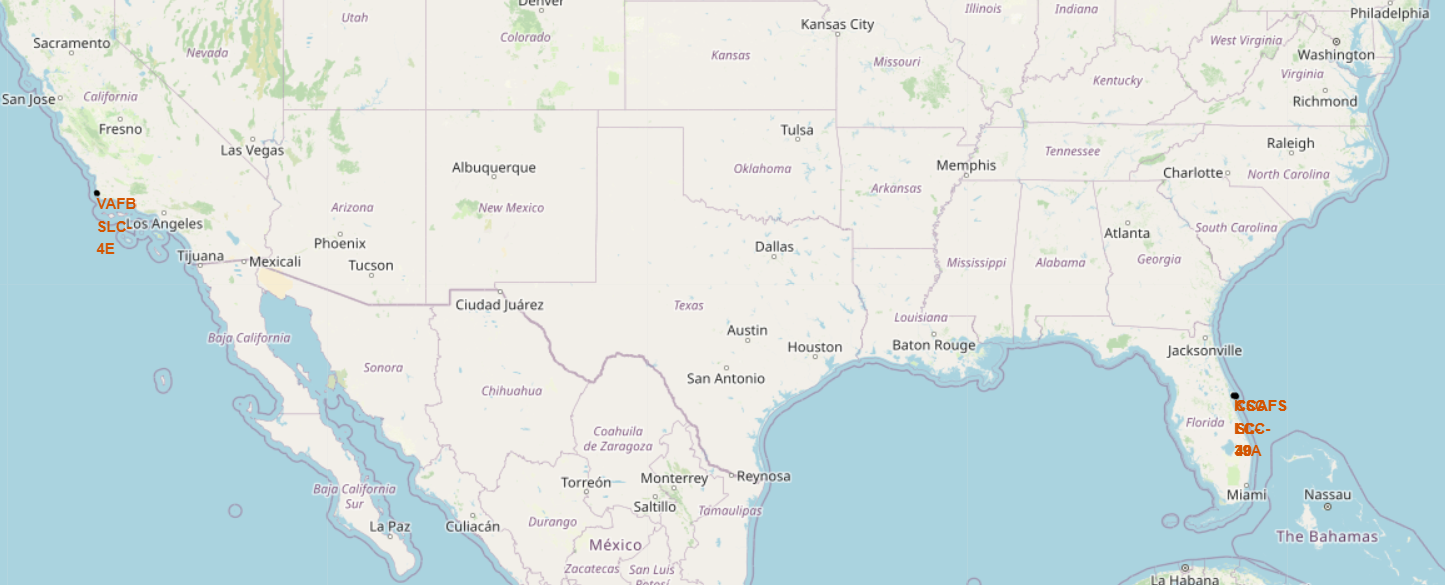 Denver
Utah
Colorado
Kansas City
Illinois
Indiana
Philadelphia
Sacramento
Nevada
Kansas
Missouri
West Virginia
Washington
Virginia
Kentucky
San Jose
California
Fresno
Richmond
Las Vegas
Albuquerque
Tulsa
Oklahoma
Memphis
Tennessee
Raleigh
Charlotte
North Carolina
Arkansas
VAFB
SLC-
4E
Los Angeles
Arizona
New Mexico
Phoenix
Tucson
Tijuana
Mexicali
Dallas
Atlanta
South Carolina
Mississippi
Alabama
Georgia
Ciudad Juárez
Texas
Louisiana
Baja California
Austin
Houston
Baton Rouge
Jacksonville
Sonora
Chihuahua
San Antonio
Coahuila
de Zaragoza
Florida
Torreón
Monterrey
Reynosa
Saltillo
Tamaulipas
Miami
Nassau
The Bahamas
Baja California
Sur
La Paz
Culiacán
Durango
México
Zacatecas
San Luis
Potosí
La Habana